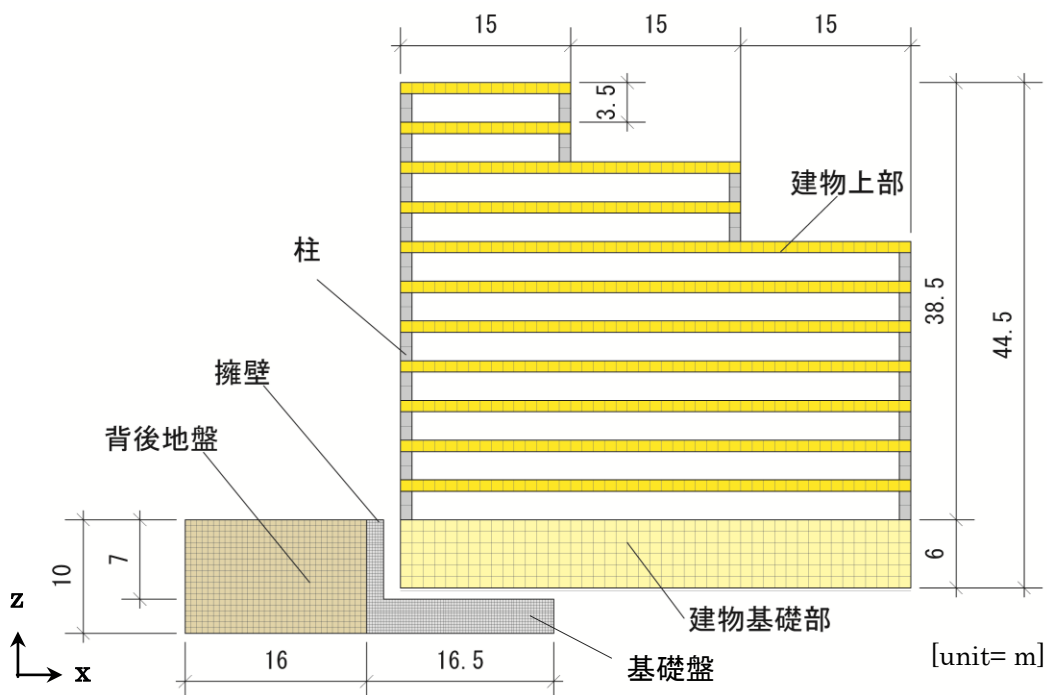 15
15
15
3.5
建物上部
柱
38.5
44.5
擁壁
背後地盤
10
7
6
z
x
建物基礎部
基礎盤
16
16.5
[unit= m]